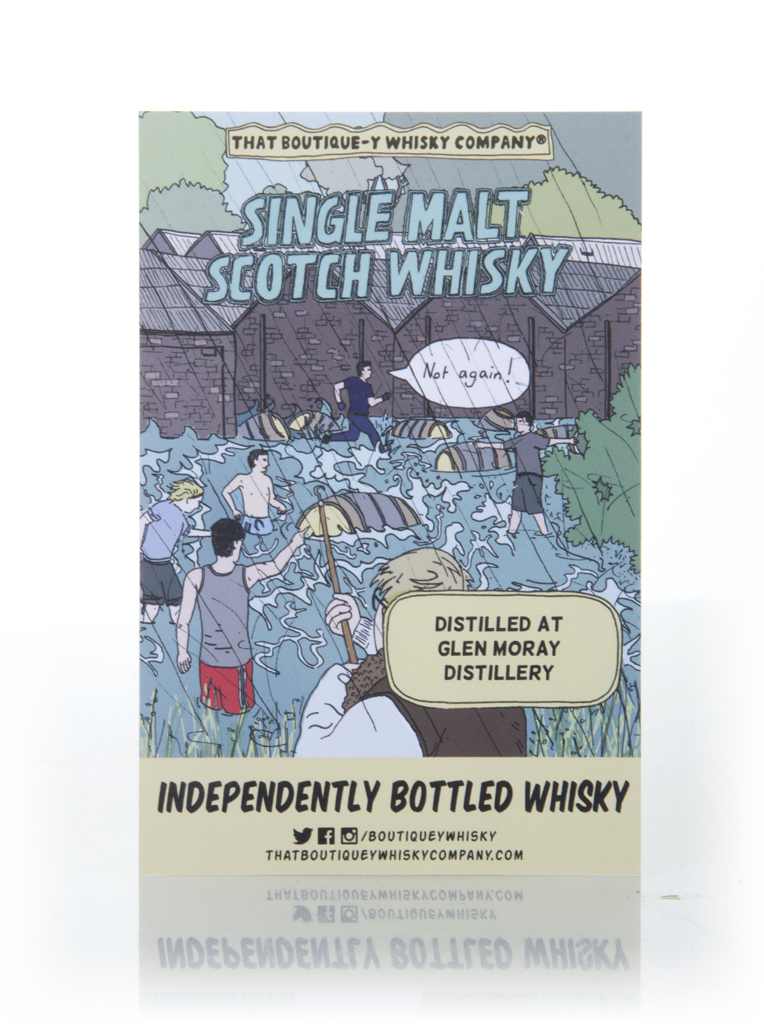 THAT BOUTIQUE-Y WHISKY COMPANY®
SINGLE MALT
SCOTCH WHISKY
Not again!
DISTILLED AT
GLEN MORAY
DISTILLERY
INDEPENDENTLY BOTTLED WHISKY
/BOUTIQUEYWHISKY
THATBOUTIQUEYWHISKYCOMPANY.COM